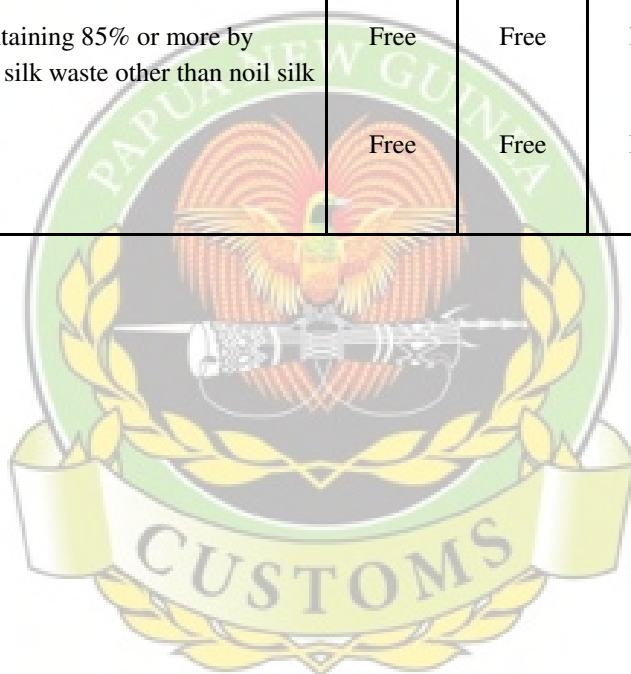 taining 85% or more by Free Free
silk waste other than noil silk
Free Free
PAPUA NEW GUINEA
CUSTOMS